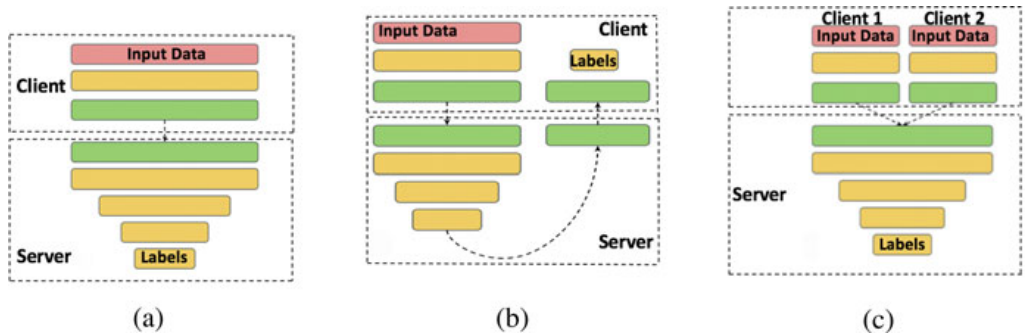 Input Data
Client
Server
Labels
(a)
Input Data
Client
Labels
Server
(b)
Client 1 Client 2
Input Data Input Data
Server
Labels
(c)